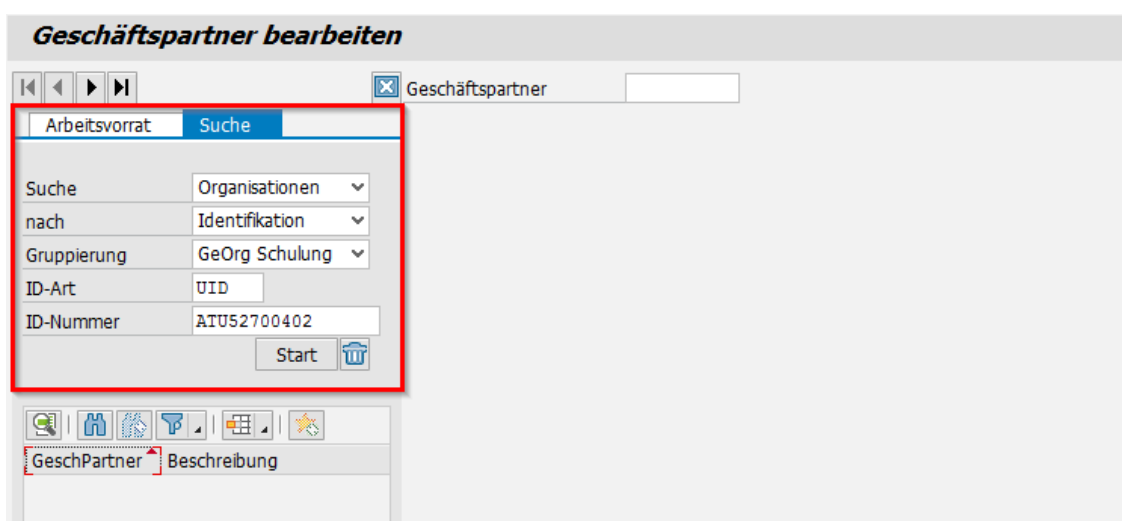 Geschäftspartner bearbeiten
Geschäftspartner
Arbeitsvorrat Suche
Suche Organisationen
nach Identifikation
Gruppierung GeOrg Schulung
ID-Art UID
ID-Nummer ATU52700402
Start
GeschPartner Beschreibung